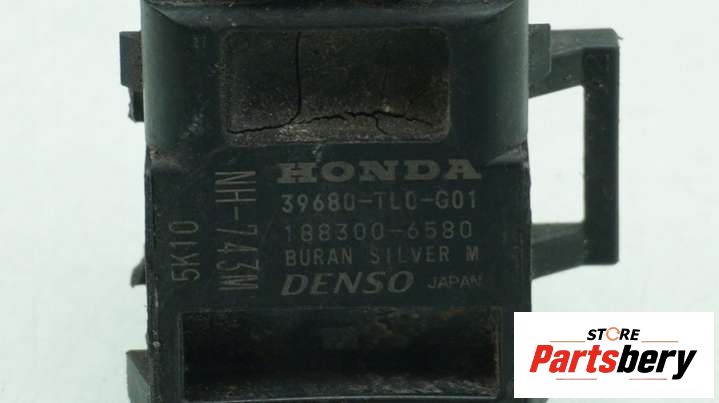 HONDA
39680-TL0-G01
188300-6580
BURAN SILVER M
DENSO JAPAN
NH-743M
5K10
STORE
Partsbery